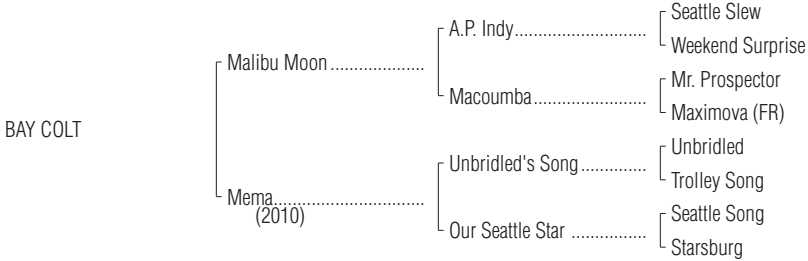 Seattle Slew
A.P. Indy...........................
Weekend Surprise
Malibu Moon ....................
Mr. Prospector
Macoumba.......................
Maximova (FR)
BAY COLT
Unbridled
Unbridled's Song..............
Trolley Song
Mema................................
(2010)
Seattle Song
Our Seattle Star ................
Starsburg